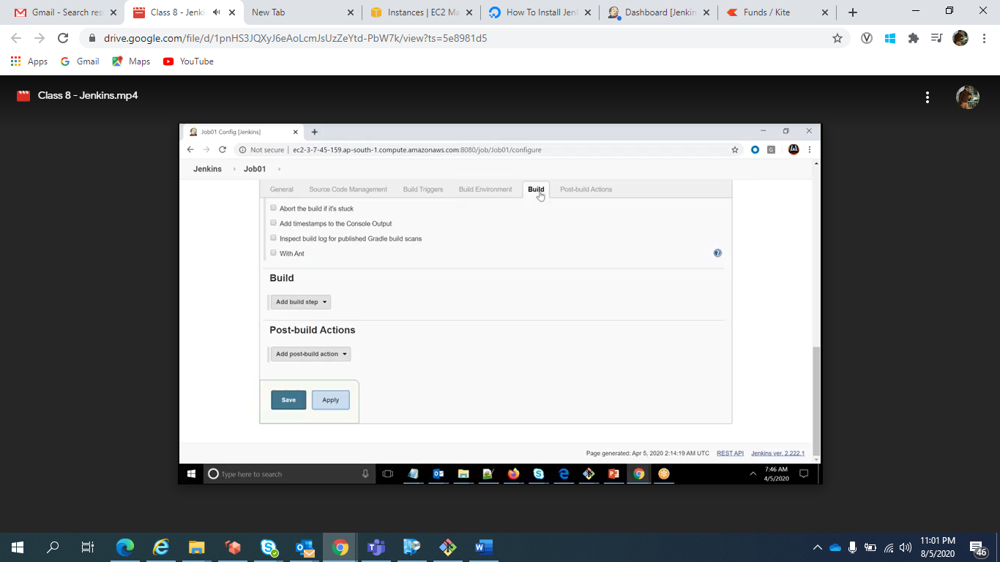 Gmail - Search res
Class 8 - Jenki
New Tab
Instances | EC2 Ma
How To Install Jen
Dashboard [Jenkin
Funds / Kite
drive.google.com/file/d/1pnHS3JQXyJ6eAoLcmJsUzZeYtd-PbW7k/view?ts=5e8981d5
Apps
Gmail
Maps
YouTube
Class 8 - Jenkins.mp4
Job01 Config [Jenkins]
Not secure | ec2-3-7-45-159.ap-south-1.compute.amazonaws.com:8080/job/Job01/configure
Jenkins
Job01
General
Source Code Management
Build Triggers
Build Environment
Build
Post-build Actions
Abort the build if it's stuck
Add timestamps to the Console Output
Inspect build log for published Gradle build scans
With Ant
Build
Add build step
Post-build Actions
Add post-build action
Save
Apply
Page generated: Apr 5, 2020 2:14:19 AM UTC
REST API
Jenkins ver. 2.222.1
Type here to search
7:46 AM
4/5/2020
11:01 PM
8/5/2020
46